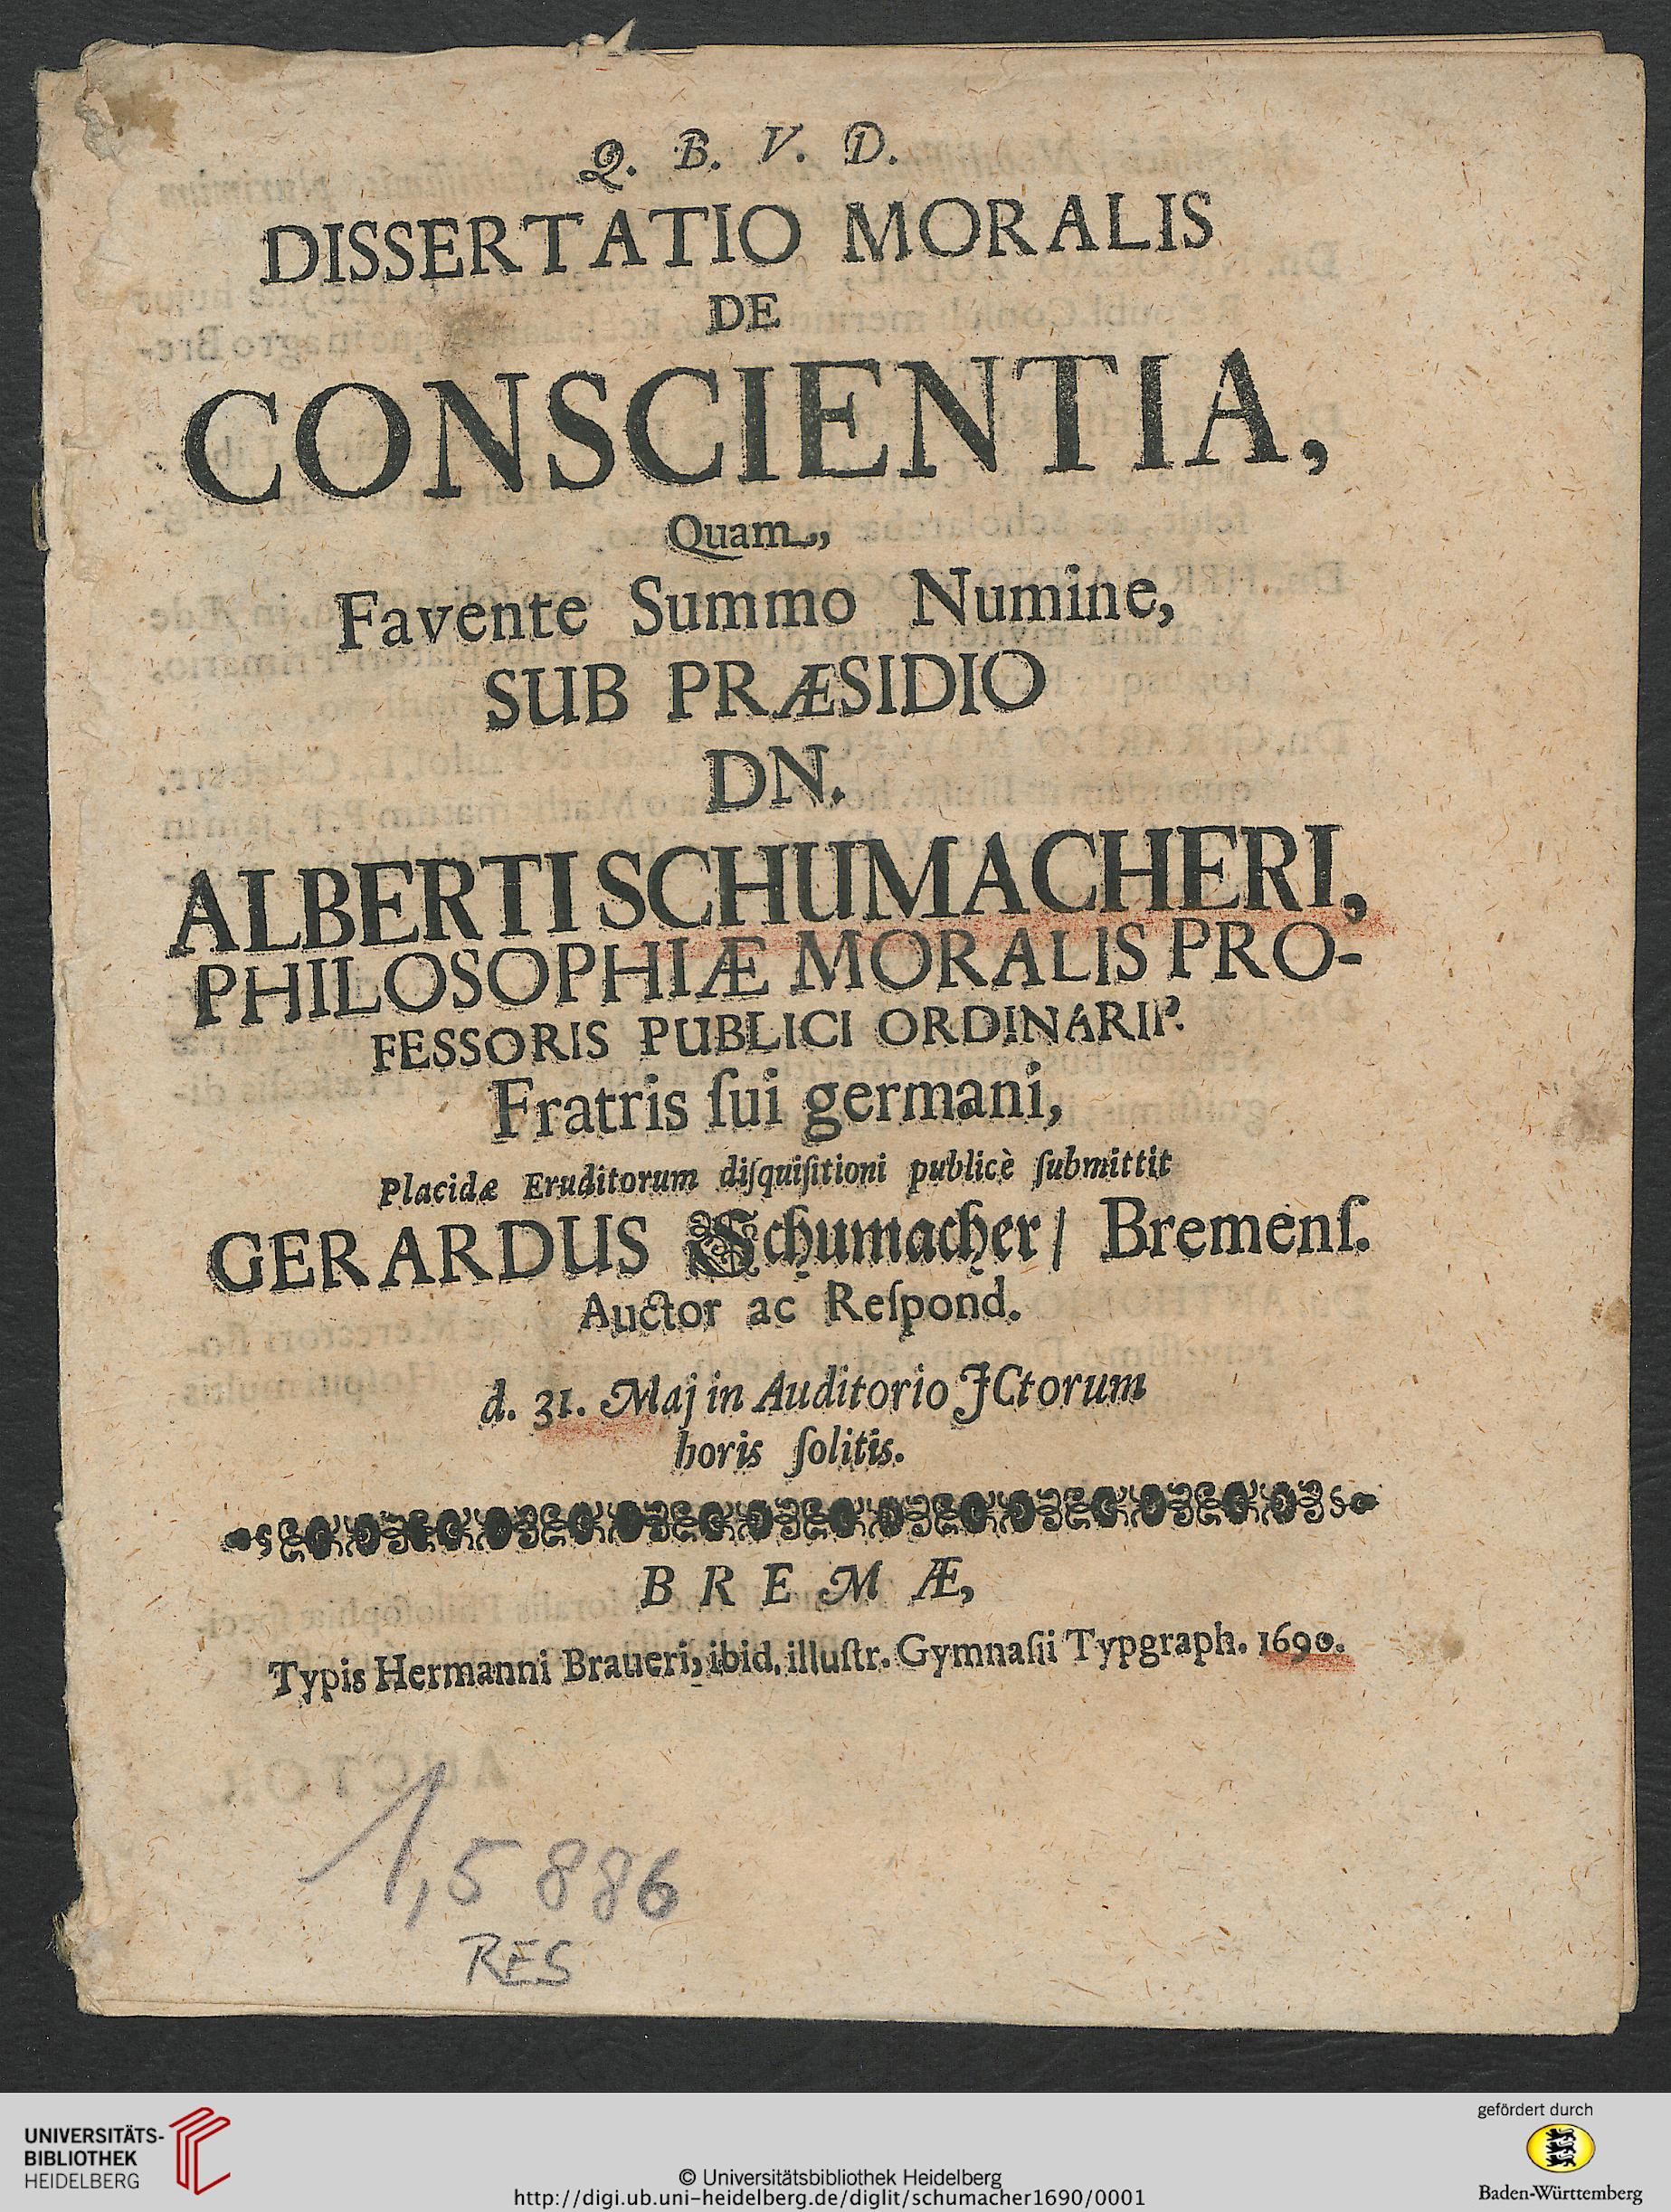 Q. B. V. D.
DISSERTATIO MORALIS
DE
CONSCIENTIA,
Quam,
Favente Summo Numine,
SUB PRÆSIDIO
DN.
ALBERTI SCHUMACHERI,
PHILOSOPHIÆ MORALIS PRO-
FESSORIS PUBLICI ORDINARII.
Fratris ſui germani,
Placidæ Eruditorum diſquiſitioni publicè ſubmittit
GERARDUS Schumacher / Bremenſ.
Auctor ac Reſpond.
d. 31. Maj in Auditorio JCtorum
horis ſolitis.
BREMÆ,
Typis Hermanni Braueri, ibid. illuſtr. Gymnaſii Typgraph. 1690.
1,5 886
RES
UNIVERSITÄTS-
BIBLIOTHEK
HEIDELBERG
© Universitätsbibliothek Heidelberg
http://digi.ub.uni-heidelberg.de/diglit/schumacher1690/0001
gefördert durch
Baden-Württemberg